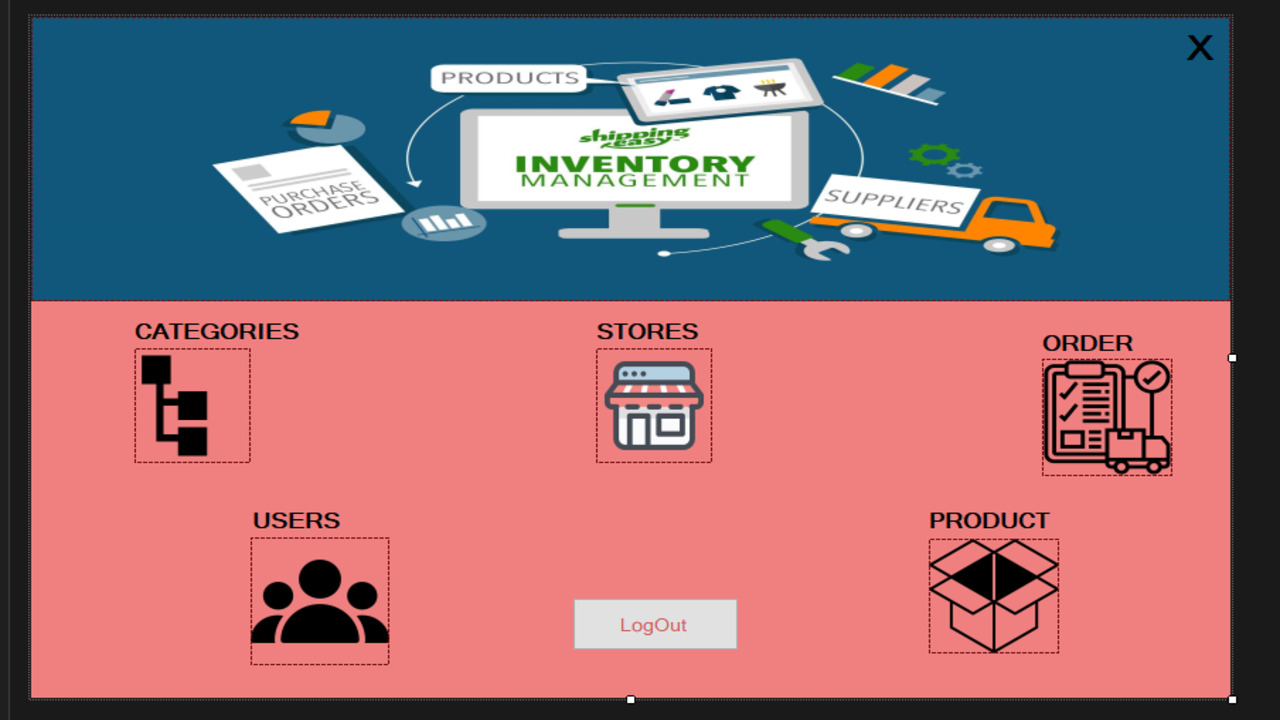 X
PRODUCTS
shipping
easy
INVENTORY
MANAGEMENT
PURCHASE
ORDERS
SUPPLIERS
CATEGORIES
STORES
ORDER
USERS
PRODUCT
LogOut